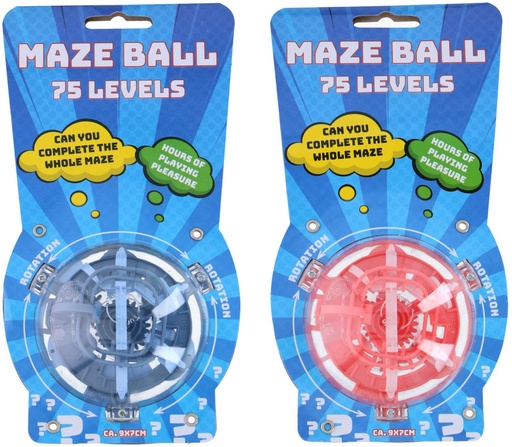 MAZE BALL
75 LEVELS
CAN YOU
COMPLETE THE
WHOLE MAZE
HOURS OF
PLAYING
PLEASURE
ROTATION
ROTATION
? ? ? ? ? ?
CA. 9X7CM
MAZE BALL
75 LEVELS
CAN YOU
COMPLETE THE
WHOLE MAZE
HOURS OF
PLAYING
PLEASURE
ROTATION
ROTATION
? ? ? ? ? ?
CA. 9X7CM